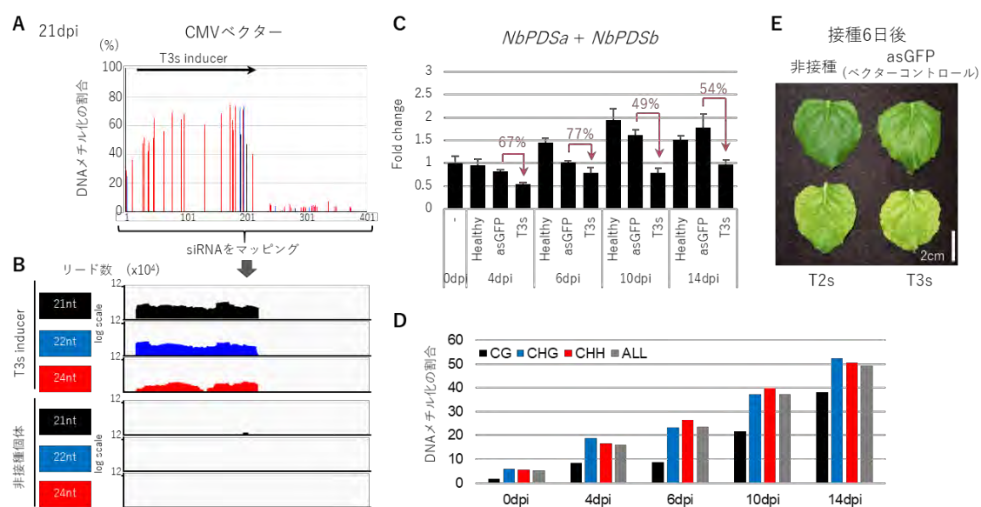 A
21dpi
CMVベクター
(%)
T3s inducer
DNAメチル化の割合
100
80
60
40
20
0
1
101
201
301
401
siRNAをマッピング
B
リード数
(x10⁴)
T3s inducer
21nt
22nt
24nt
非接種個体
21nt
22nt
24nt
log scale
log scale
12
12
12
12
12
12
C
NbPDSa + NbPDSb
Fold change
3
2.5
2
1.5
1
0.5
0
67%
77%
49%
54%
-
Healthy
asGFP
T3s
Healthy
asGFP
T3s
Healthy
asGFP
T3s
Healthy
asGFP
T3s
0dpi
4dpi
6dpi
10dpi
14dpi
D
CG
CHG
CHH
ALL
DNAメチル化の割合
60
50
40
30
20
10
0
0dpi
4dpi
6dpi
10dpi
14dpi
E
接種6日後
非接種
asGFP
(ベクターコントロール)
2cm
T2s
T3s